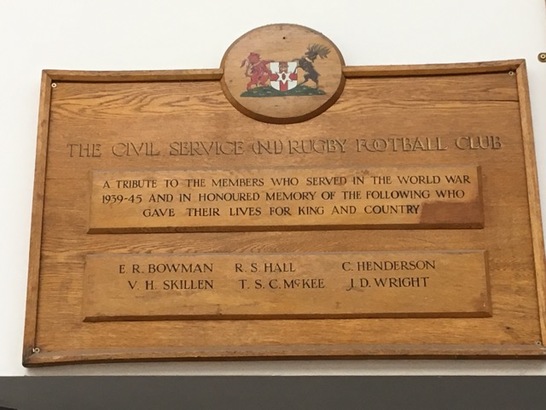 THE CIVIL SERVICE (N.I.) RUGBY FOOTBALL CLUB
A TRIBUTE TO THE MEMBERS WHO SERVED IN THE WORLD WAR
1939-45 AND IN HONOURED MEMORY OF THE FOLLOWING WHO
GAVE THEIR LIVES FOR KING AND COUNTRY
E. R. BOWMAN R. S. HALL C. HENDERSON
V. H. SKILLEN T. S. C. McKEE J. D. WRIGHT